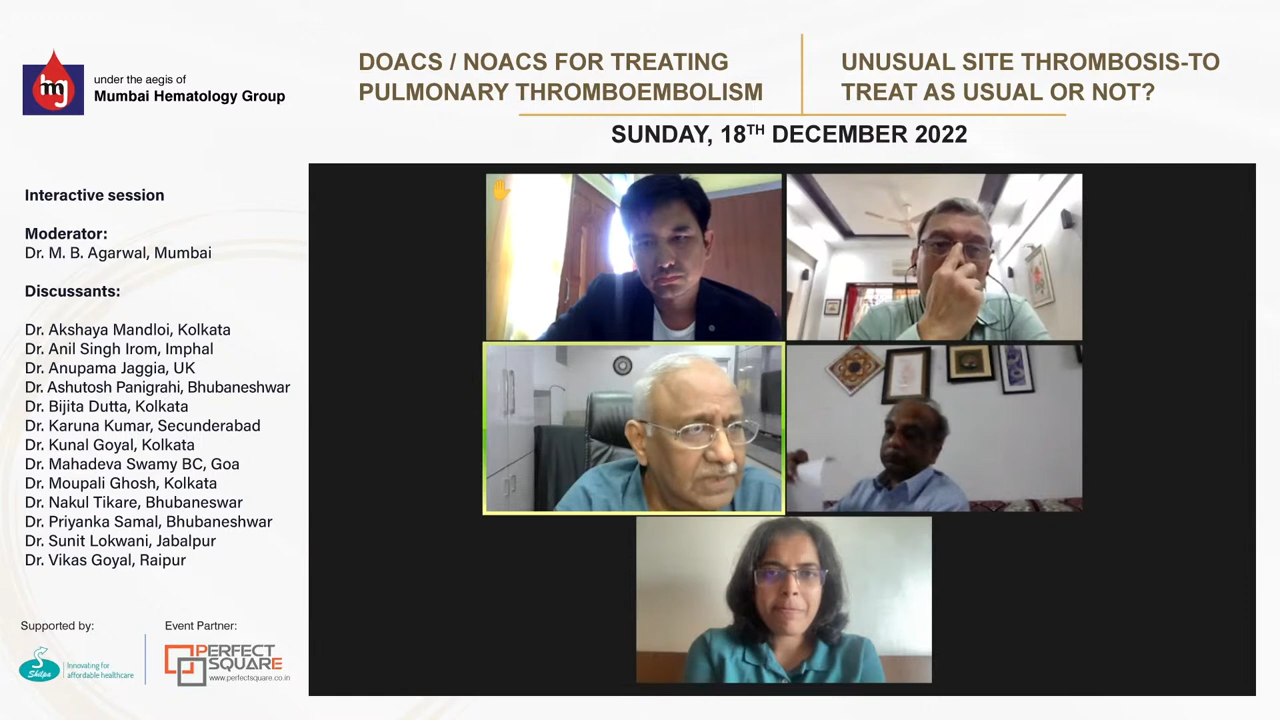 under the aegis of
Mumbai Hematology Group
mg
DOACS / NOACS FOR TREATING
PULMONARY THROMBOEMBOLISM
UNUSUAL SITE THROMBOSIS-TO
TREAT AS USUAL OR NOT?
SUNDAY, 18TH DECEMBER 2022
Interactive session
Moderator:
Dr. M. B. Agarwal, Mumbai
Discussants:
Dr. Akshaya Mandloi, Kolkata
Dr. Anil Singh Irom, Imphal
Dr. Anupama Jaggia, UK
Dr. Ashutosh Panigrahi, Bhubaneshwar
Dr. Bijita Dutta, Kolkata
Dr. Karuna Kumar, Secunderabad
Dr. Kunal Goyal, Kolkata
Dr. Mahadeva Swamy BC, Goa
Dr. Moupali Ghosh, Kolkata
Dr. Nakul Tikare, Bhubaneswar
Dr. Priyanka Samal, Bhubaneshwar
Dr. Sunit Lokwani, Jabalpur
Dr. Vikas Goyal, Raipur
Supported by:
Shilpa
Innovating for
affordable healthcare
Event Partner:
PERFECT
SQUARE
www.perfectsquare.co.in